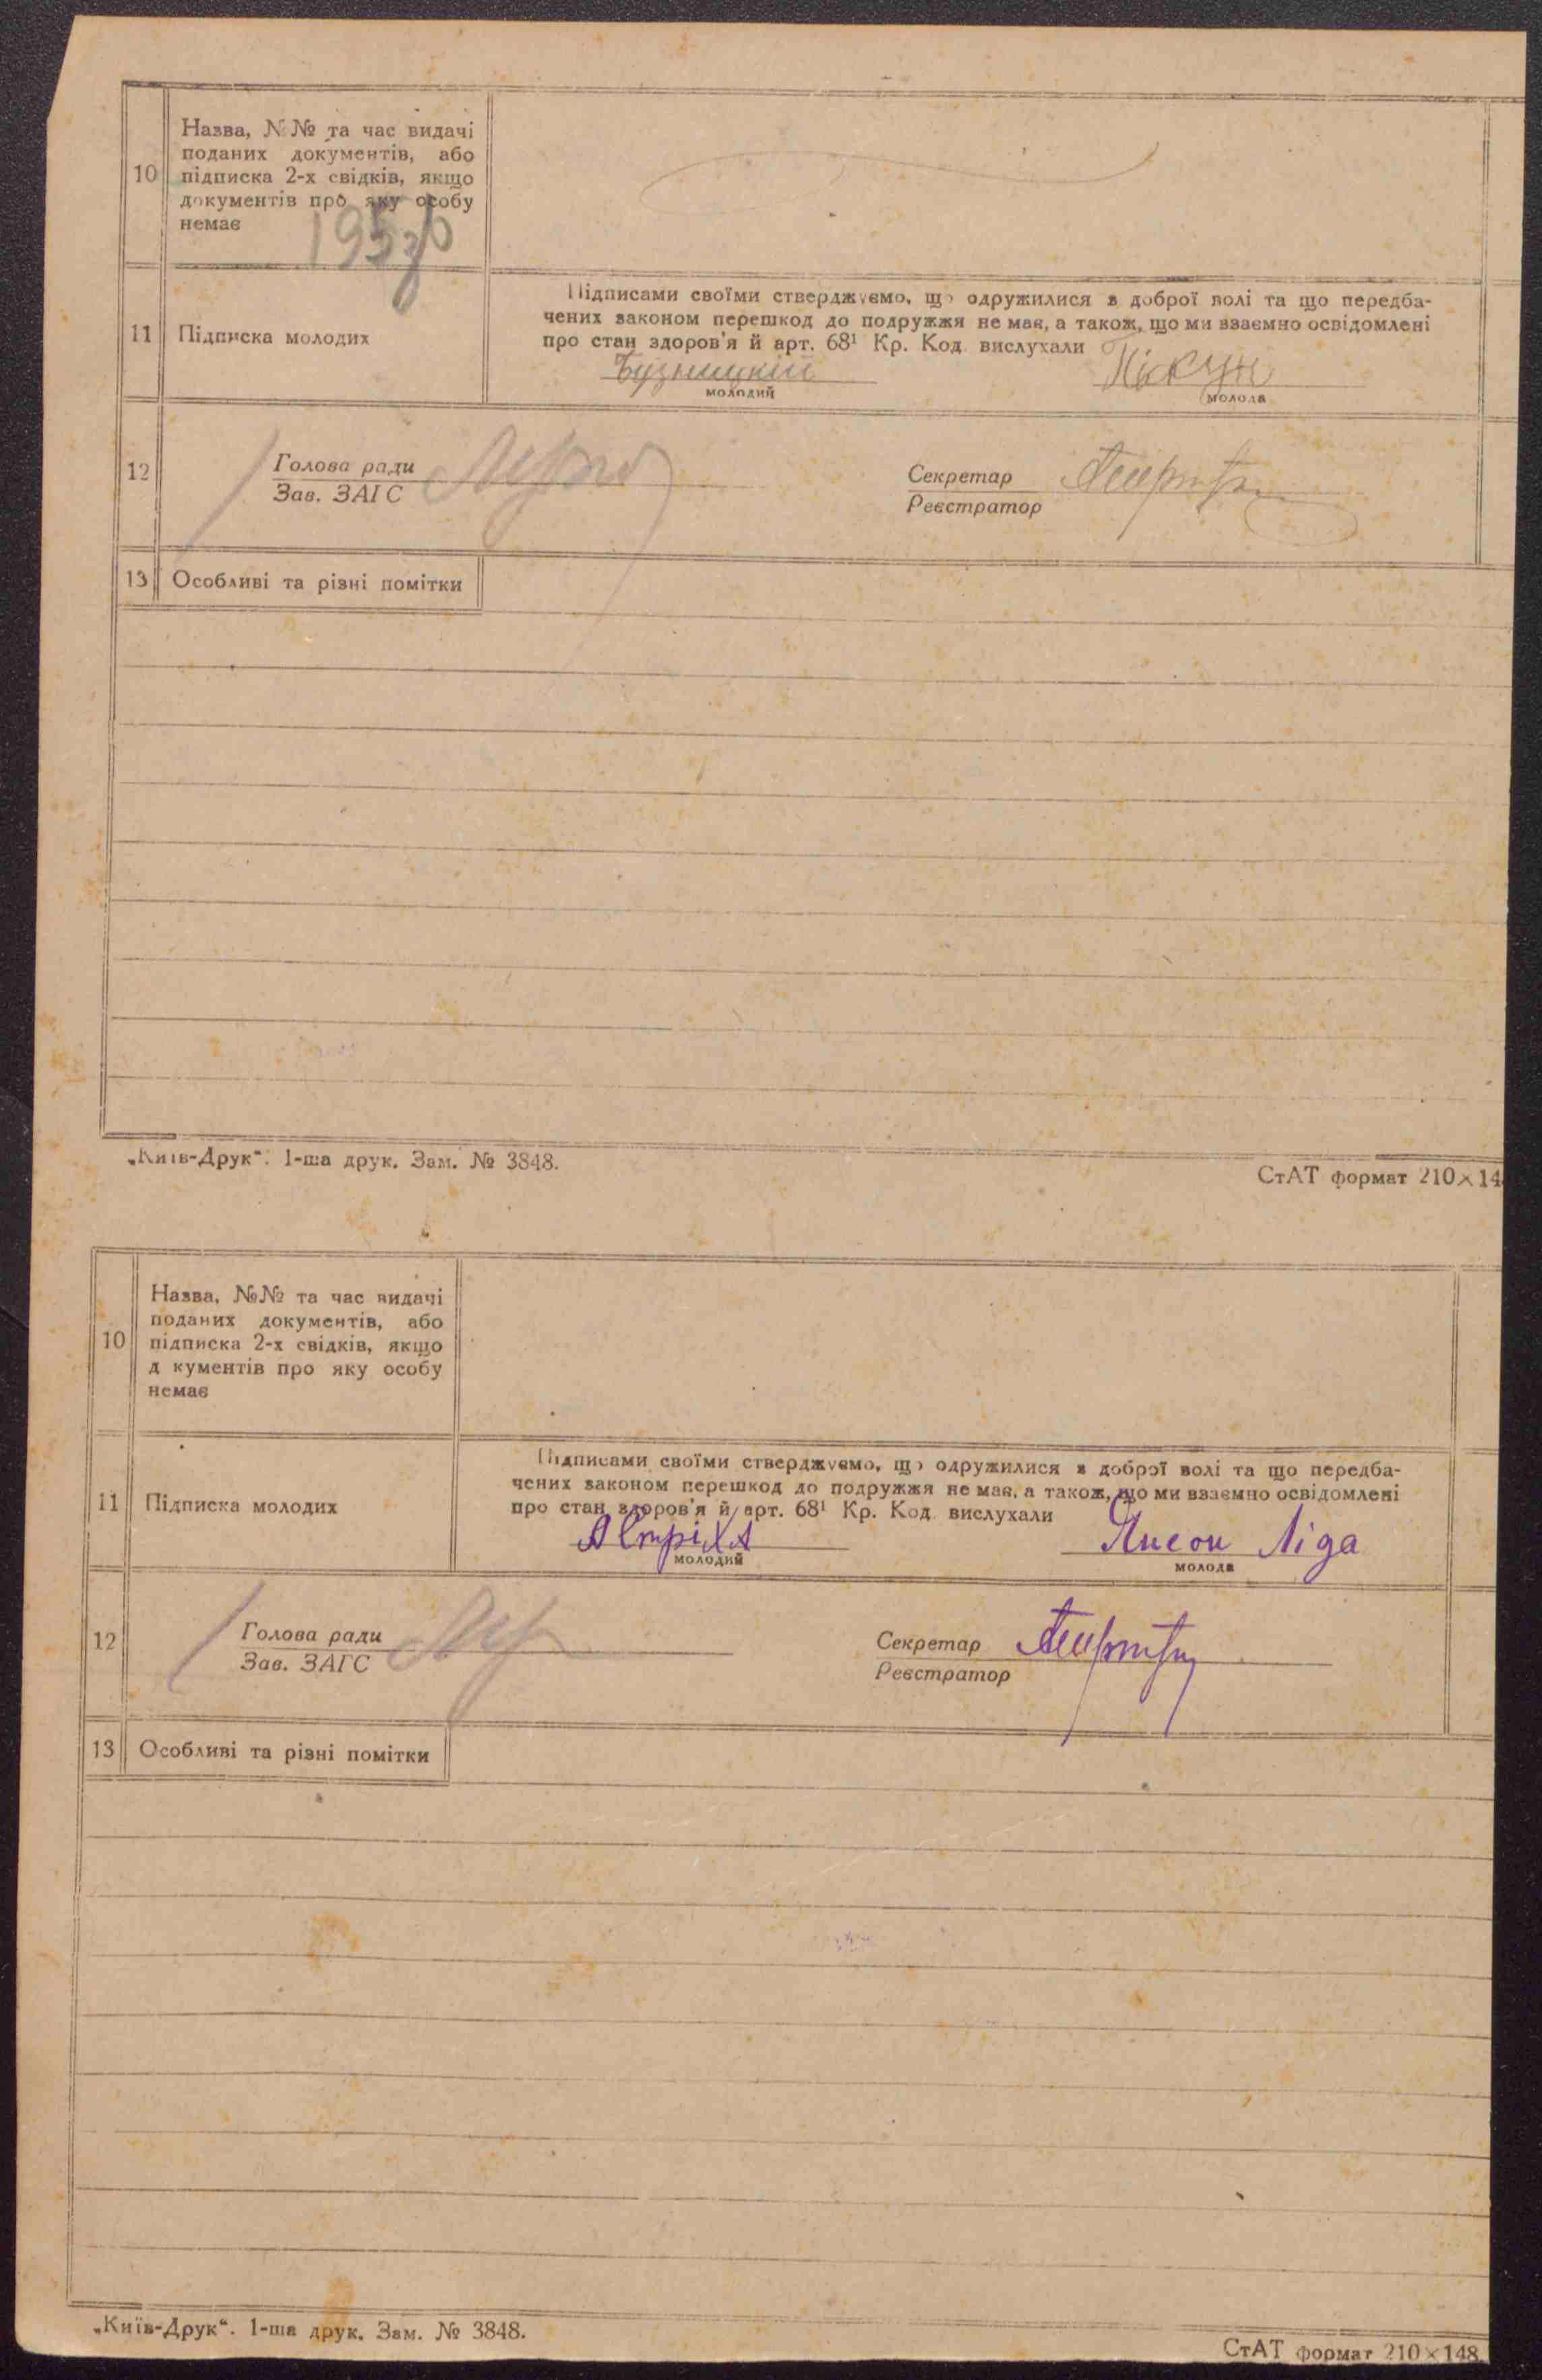 10
Назва, №№ та час видачі
поданих документів, або
підписка 2-х свідків, якщо
документів про яку особу
немає
11 Підписка молодих
Підписами своїми стверджуємо, що одружилися з доброї волі та що передба-
чених законом перешкод до подружжя не має, а також, що ми взаємно освідомлені
про стан здоров'я й арт. 68¹ Кр. Код. вислухали
Бузницкій Піскун
молодий молода
12 Голова ради Секретар
Зав. ЗАГС Реєстратор
13 Особливі та різні помітки
„Київ-Друк“. 1-ша друк. Зам. № 3848.
СтАТ формат 210×14
10
Назва, №№ та час видачі
поданих документів, або
підписка 2-х свідків, якщо
д кументів про яку особу
немає
11 Підписка молодих
Підписами своїми стверджуємо, що одружилися з доброї волі та що передба-
чених законом перешкод до подружжя не має, а також, що ми взаємно освідомлені
про стан здоров'я й арт. 68¹ Кр. Код. вислухали
Ліда
молодий молода
12 Голова ради Секретар
Зав. ЗАГС Реєстратор
13 Особливі та різні помітки
„Київ-Друк“. 1-ша друк. Зам. № 3848.
СтАТ формат 210×148.